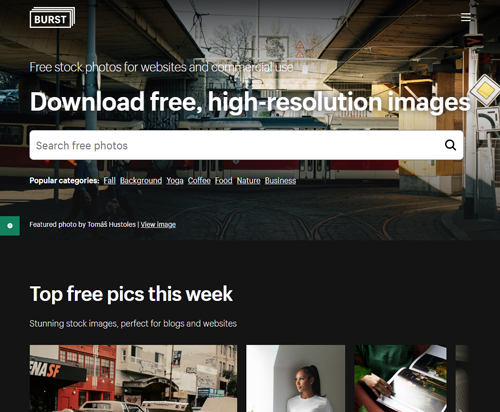 BURST
Free stock photos for websites and commercial use
Download free, high-resolution images
Search free photos
Popular categories: Fall Background Yoga Coffee Food Nature Business
Featured photo by Tomáš Hustoles | View image
Top free pics this week
Stunning stock images, perfect for blogs and websites
ENASF